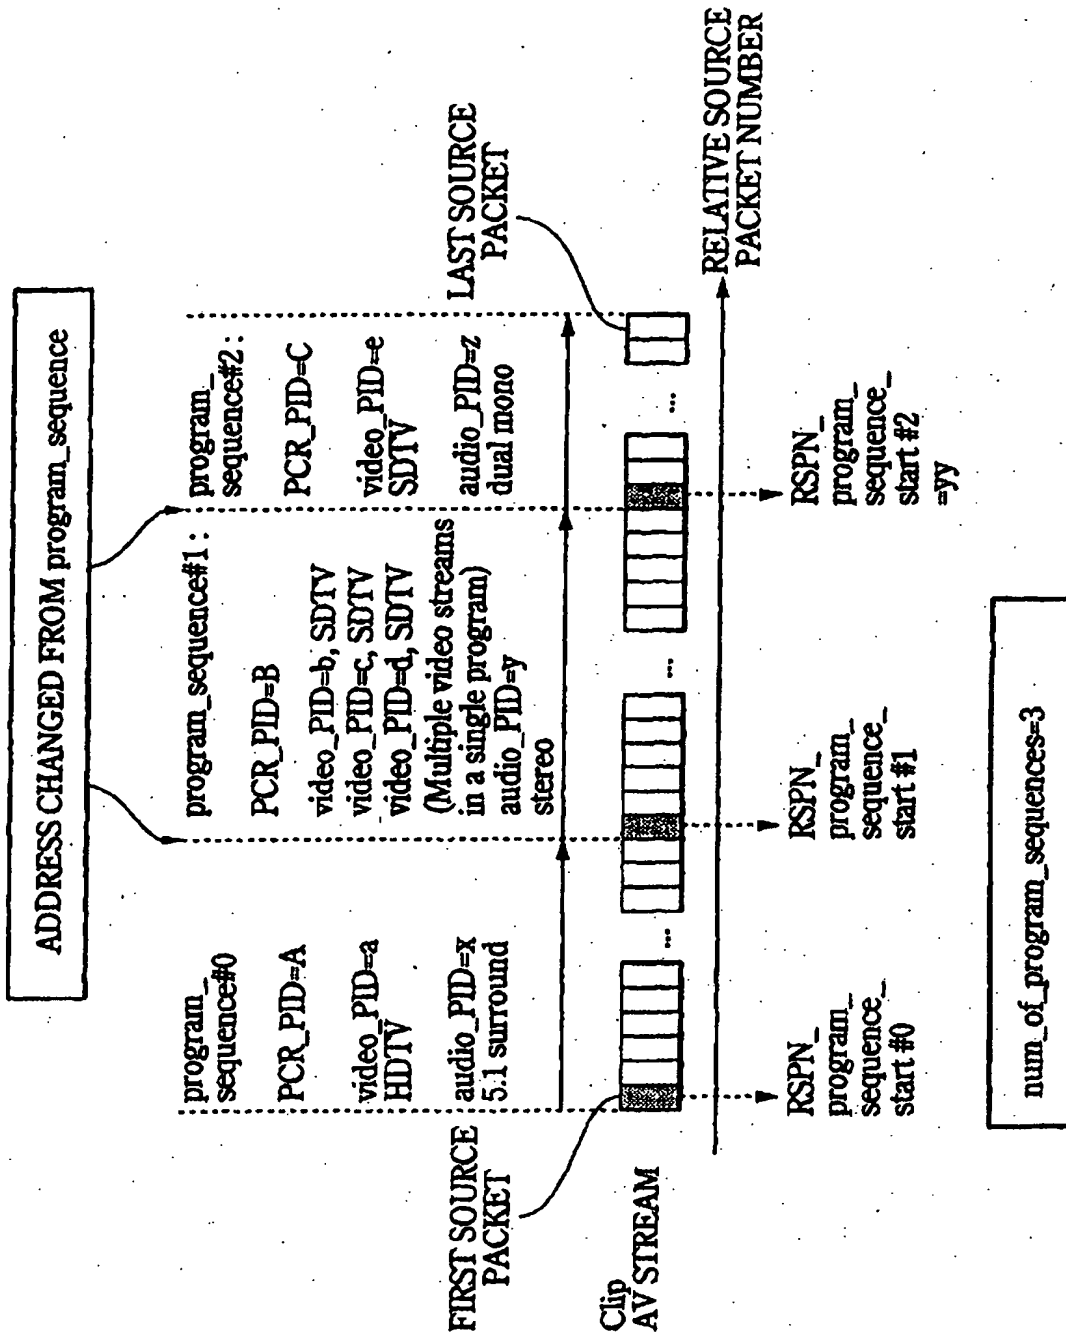 ADDRESS CHANGED FROM program_sequence
program_
sequence#0
PCR_PID=A
video_PID=a
HDTV
audio_PID=x
5.1 surround
program_sequence#1:
PCR_PID=B
video_PID=b, SDTV
video_PID=c, SDTV
video_PID=d, SDTV
(Multiple video streams
in a single program)
audio_PID=y
stereo
program_
sequence#2:
PCR_PID=C
video_PID=e
SDTV
audio_PID=z
dual mono
FIRST SOURCE
PACKET
LAST SOURCE
PACKET
Clip
AV STREAM
...
...
...
RELATIVE SOURCE
PACKET NUMBER
RSPN_
program_
sequence_
start #0
RSPN_
program_
sequence_
start #1
RSPN_
program_
sequence_
start #2
=yy
num_of_program_sequences=3